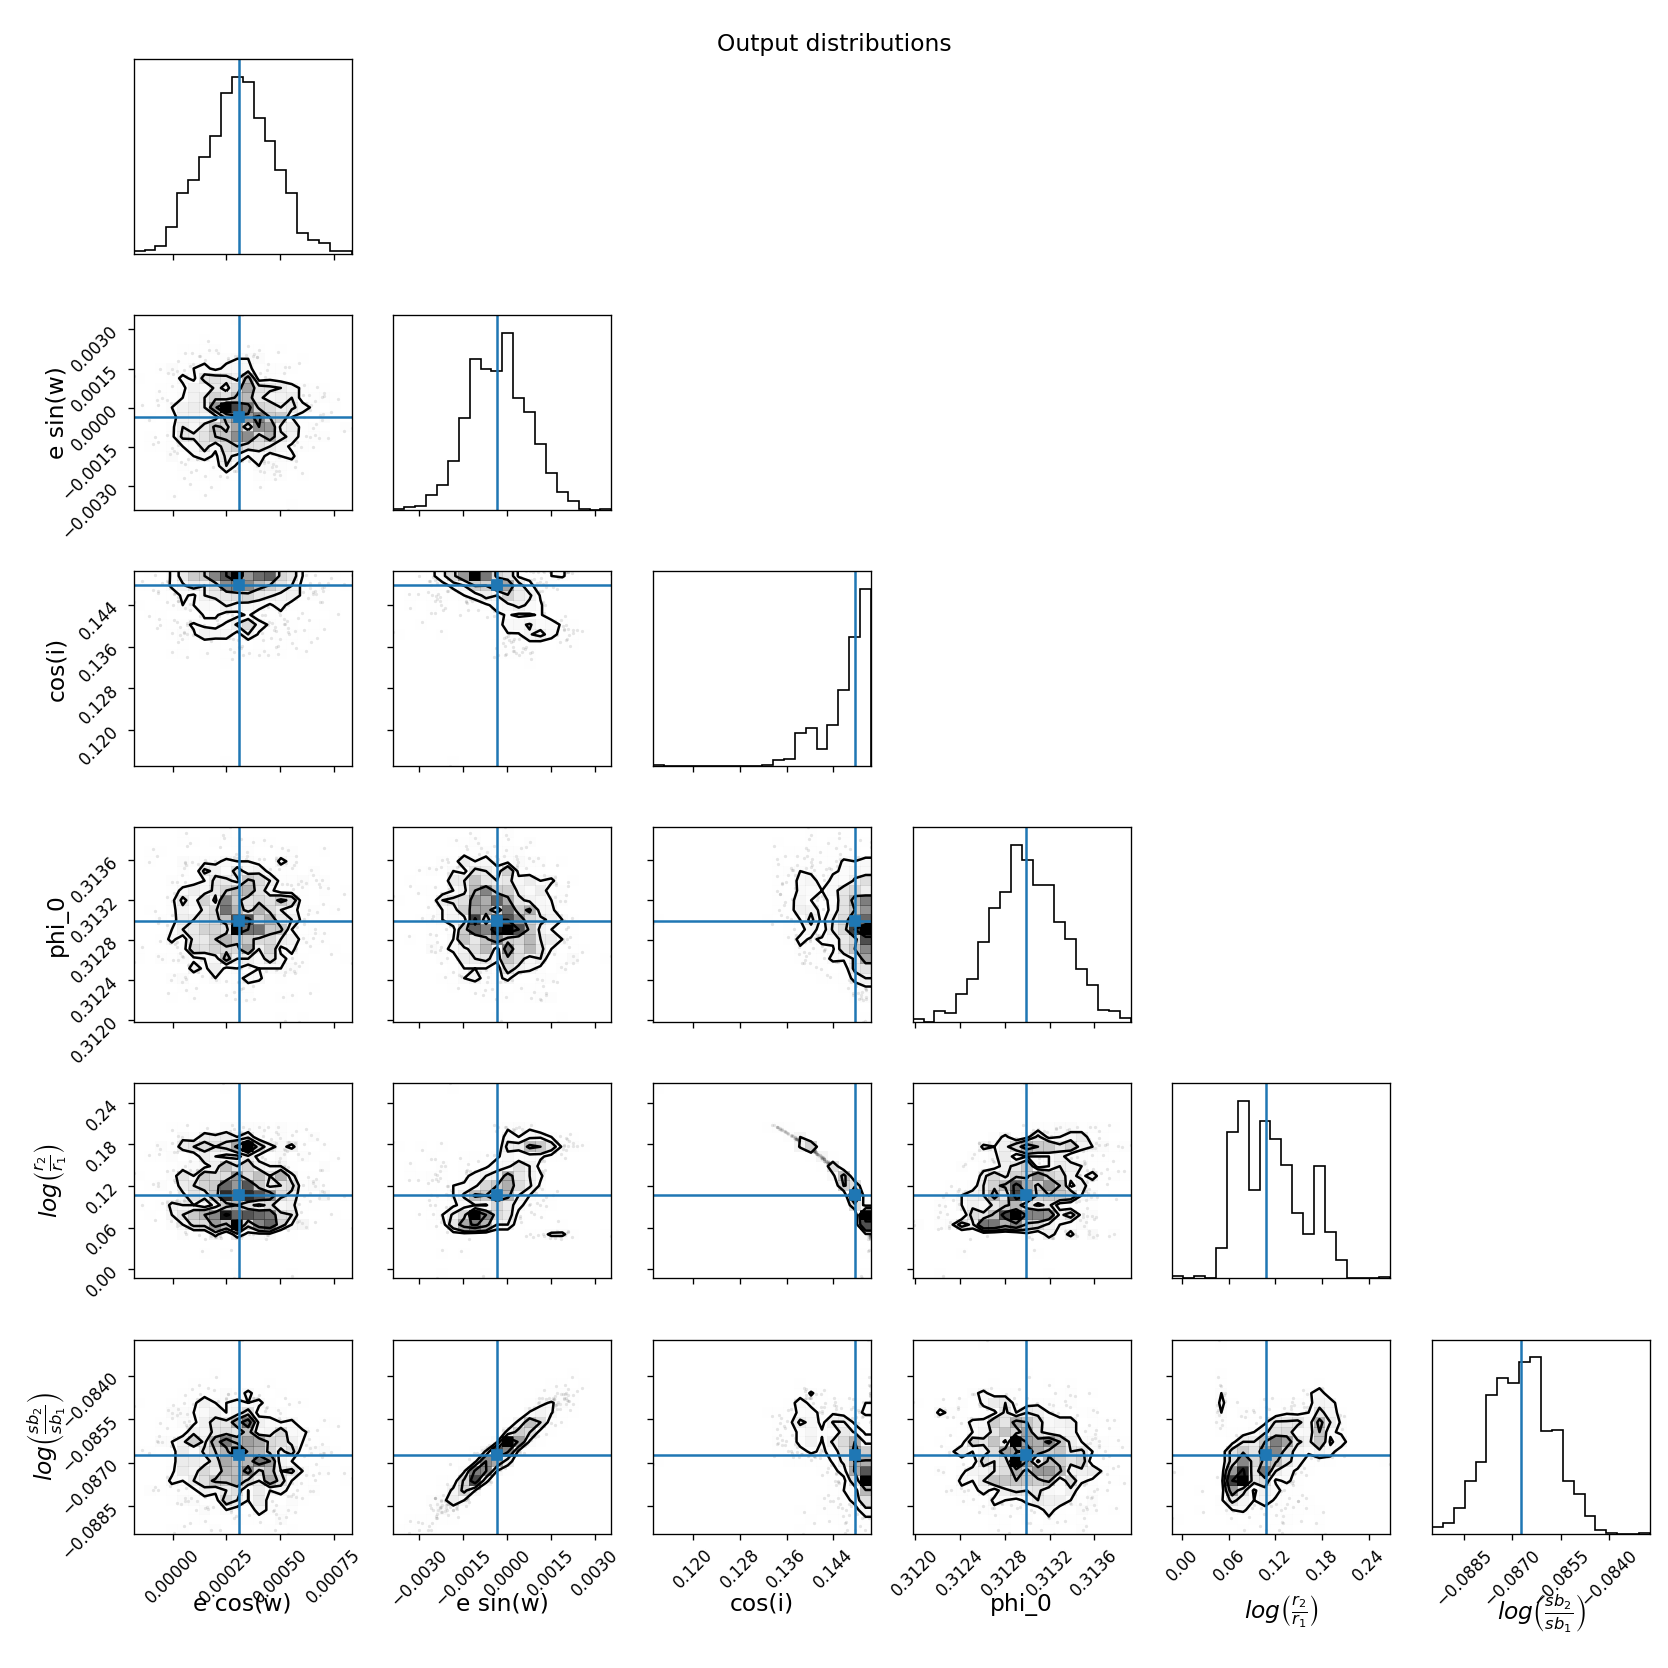 Output distributions
0.0030
0.0015
0.0000
−0.0015
−0.0030
e sin(w)
0.144
0.136
0.128
0.120
cos(i)
0.3136
0.3132
0.3128
0.3124
0.3120
phi_0
0.24
0.18
0.12
0.06
0.00
log(r2/r1)
−0.0840
−0.0855
−0.0870
−0.0885
log(sb2/sb1)
0.00000 0.00025 0.00050 0.00075 −0.0030 −0.0015 0.0000 0.0015 0.0030 0.120 0.128 0.136 0.144 0.3120 0.3124 0.3128 0.3132 0.3136 0.00 0.06 0.12 0.18 0.24 −0.0885 −0.0870 −0.0855 −0.0840
e cos(w) e sin(w) cos(i) phi_0 log(r2/r1) log(sb2/sb1)